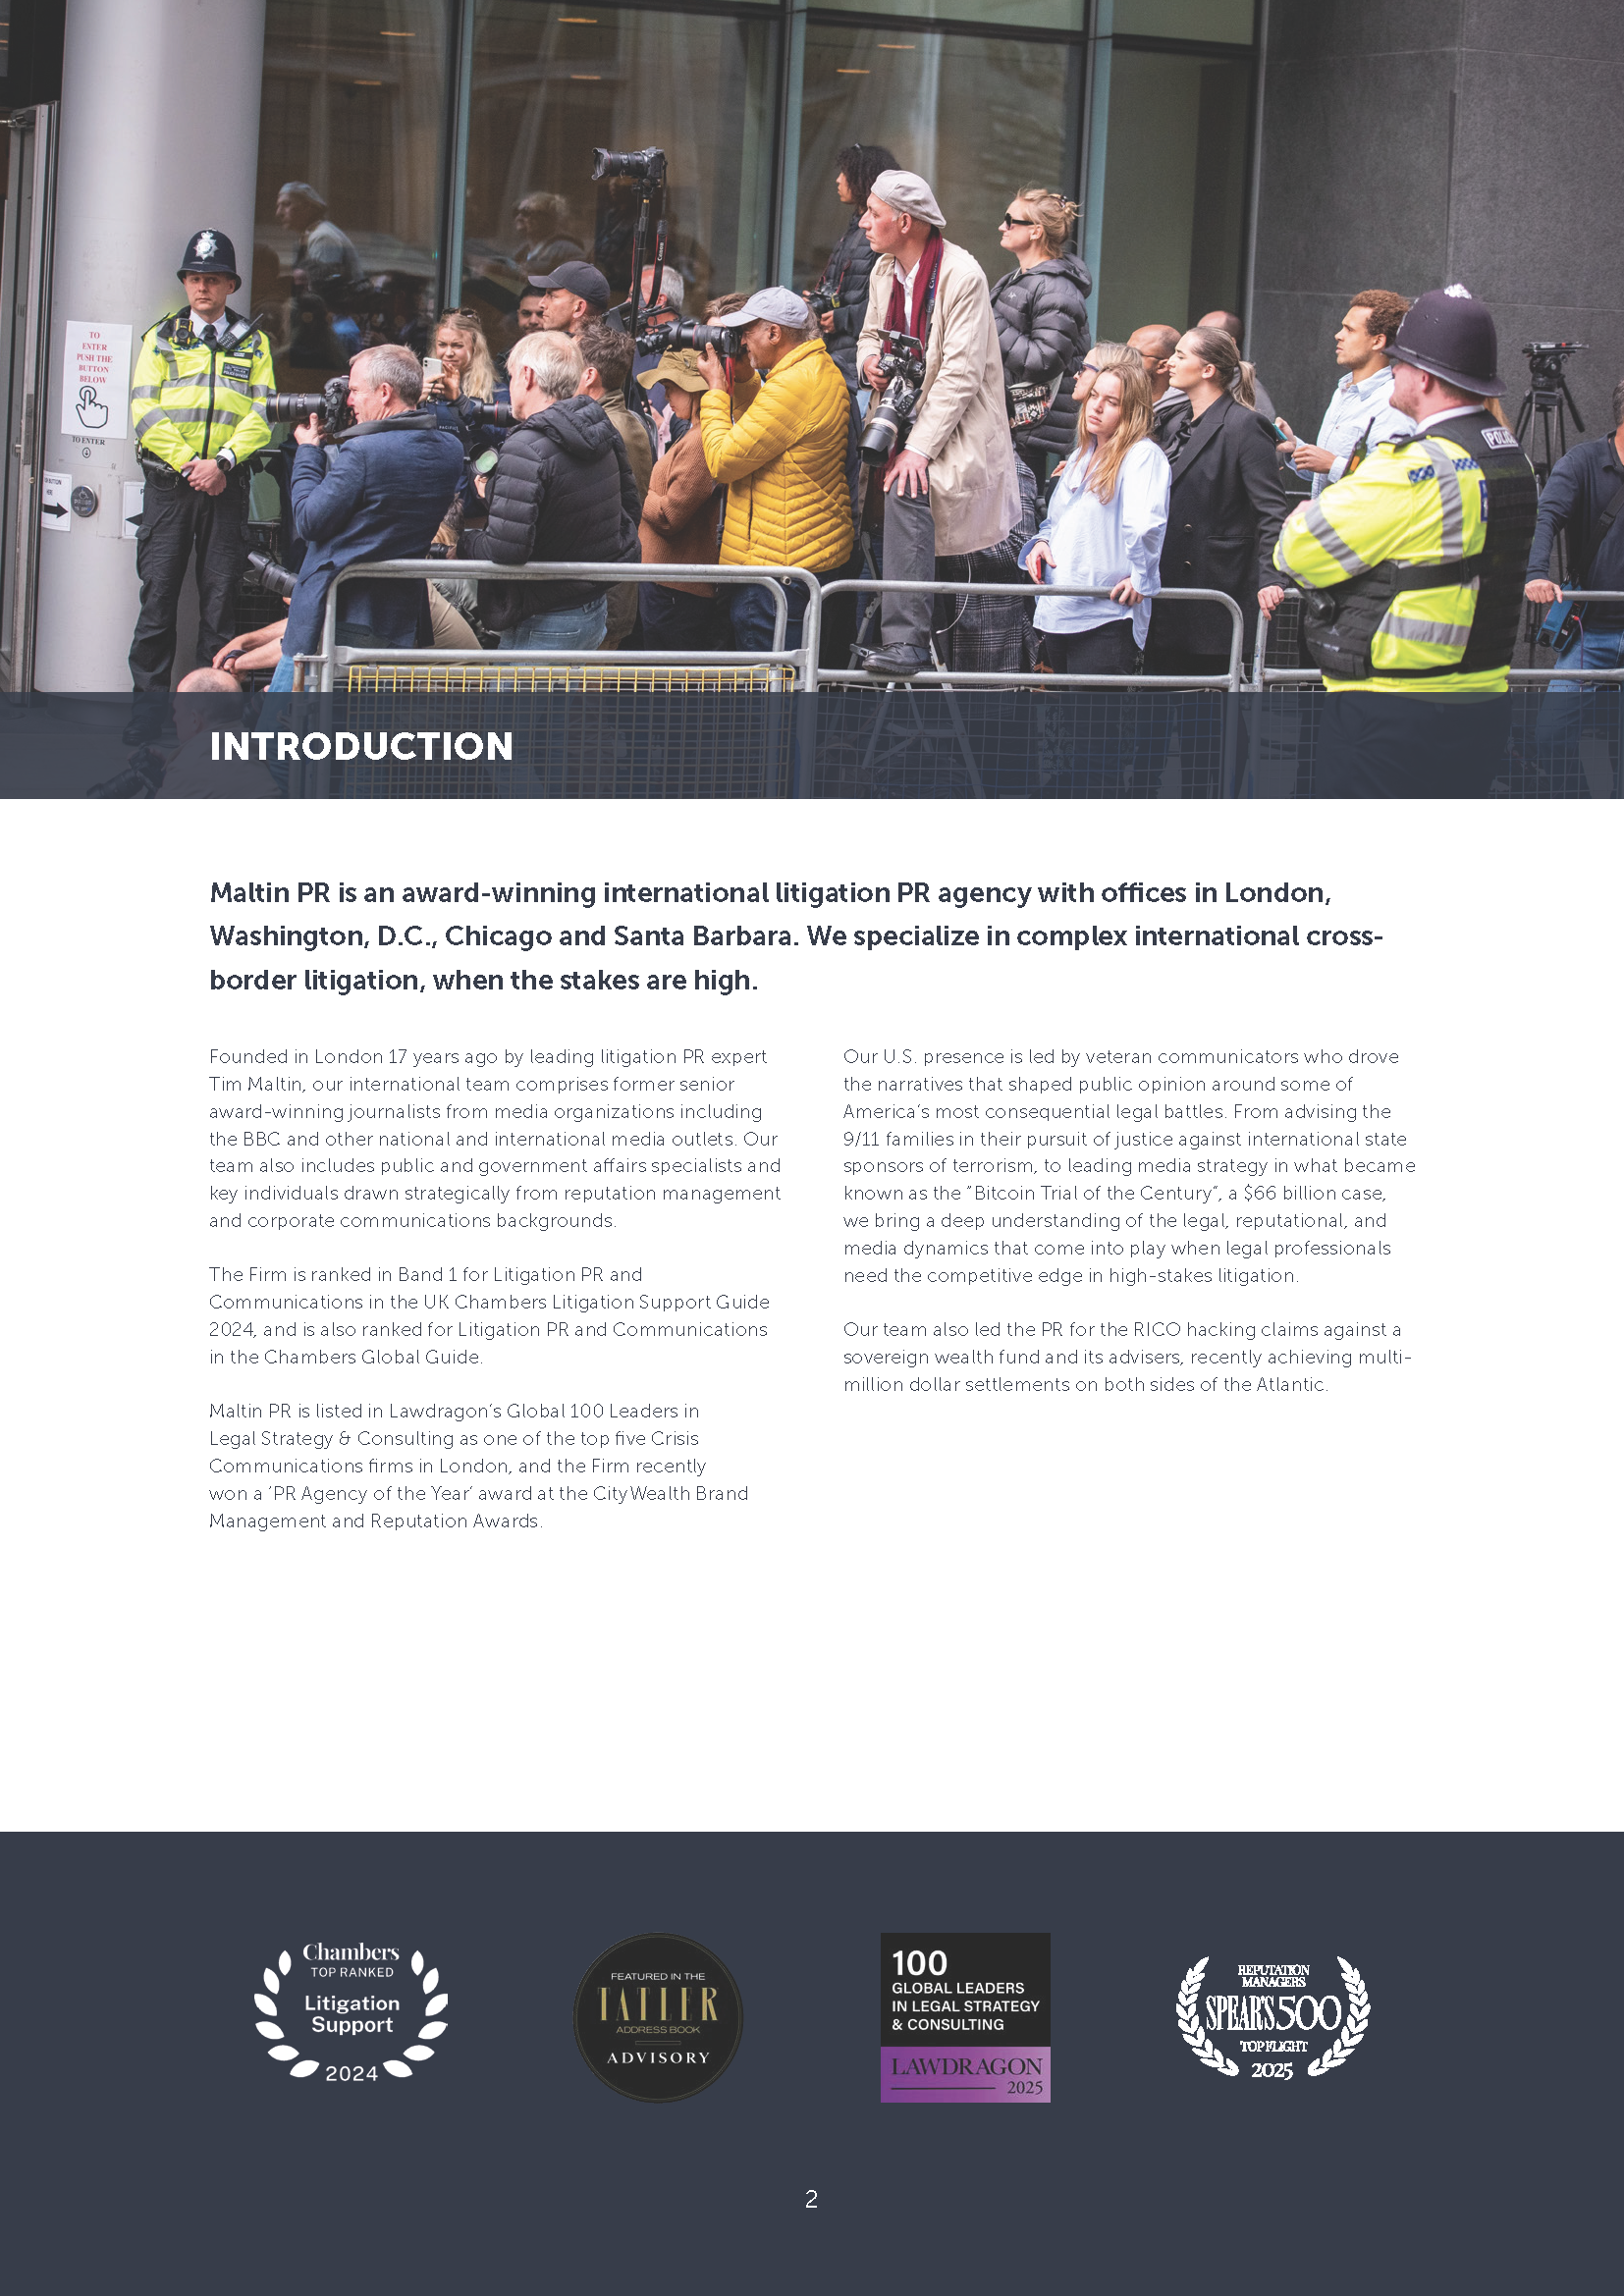 TO
ENTER
PUSH THE
BUTTON
BELOW
TO ENTER
POLICE
INTRODUCTION
Maltin PR is an award-winning international litigation PR agency with offices in London,
Washington, D.C., Chicago and Santa Barbara. We specialize in complex international cross-
border litigation, when the stakes are high.
Founded in London 17 years ago by leading litigation PR expert
Tim Maltin, our international team comprises former senior
award-winning journalists from media organizations including
the BBC and other national and international media outlets. Our
team also includes public and government affairs specialists and
key individuals drawn strategically from reputation management
and corporate communications backgrounds.
The Firm is ranked in Band 1 for Litigation PR and
Communications in the UK Chambers Litigation Support Guide
2024, and is also ranked for Litigation PR and Communications
in the Chambers Global Guide.
Maltin PR is listed in Lawdragon's Global 100 Leaders in
Legal Strategy & Consulting as one of the top five Crisis
Communications firms in London, and the Firm recently
won a 'PR Agency of the Year' award at the CityWealth Brand
Management and Reputation Awards.
Our U.S. presence is led by veteran communicators who drove
the narratives that shaped public opinion around some of
America's most consequential legal battles. From advising the
9/11 families in their pursuit of justice against international state
sponsors of terrorism, to leading media strategy in what became
known as the "Bitcoin Trial of the Century", a $66 billion case,
we bring a deep understanding of the legal, reputational, and
media dynamics that come into play when legal professionals
need the competitive edge in high-stakes litigation.
Our team also led the PR for the RICO hacking claims against a
sovereign wealth fund and its advisers, recently achieving multi-
million dollar settlements on both sides of the Atlantic.
Chambers
TOP RANKED
Litigation
Support
2024
FEATURED IN THE
TATLER
ADDRESS BOOK
ADVISORY
100
GLOBAL LEADERS
IN LEGAL STRATEGY
& CONSULTING
LAWDRAGON
2025
REPUTATION
MANAGERS
SPEAR'S 500
TOP FLIGHT
2025
2